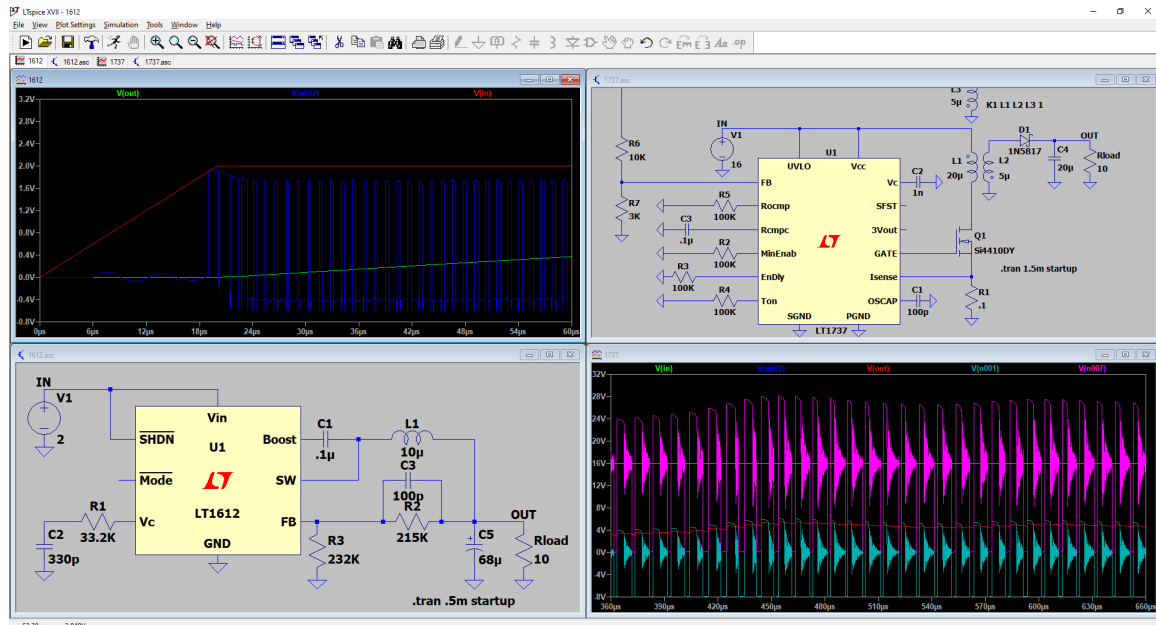 LTspice XVII - 1612
File View Plot Settings Simulation Tools Window Help
1612 1612.asc 1737 1737.asc
1612
V(out) V(n002) V(in)
3.2V
2.8V
2.4V
2.0V
1.6V
1.2V
0.8V
0.4V
0.0V
-0.4V
-0.8V
0µs 6µs 12µs 18µs 24µs 30µs 36µs 42µs 48µs 54µs 60µs
1737.asc
L3
5µ K1 L1 L2 L3 1
IN
V1
16
R6
10K
R7
3K
U1
UVLO Vcc
FB Vc
Rocmp SFST
Rcmpc 3Vout
MinEnab GATE
EnDly Isense
Ton OSCAP
SGND PGND
LT1737
R5
100K
C3
.1µ
R2
100K
R3
100K
R4
100K
C2
1n
C1
100p
L1
20µ
L2
5µ
D1
1N5817
C4
20µ
OUT
Rload
10
Q1
Si4410DY
.tran 1.5m startup
R1
.1
1612.asc
IN
V1
2
Vin
SHDN U1 Boost
Mode SW
LT1612
Vc FB
GND
R1
33.2K
C2
330p
C1
.1µ
L1
10µ
C3
100p
R2
215K
R3
232K
C5
68µ
OUT
Rload
10
.tran .5m startup
1737
V(in) V(out) V(n001) V(n007)
32V
28V
24V
20V
16V
12V
8V
4V
0V
-4V
-8V
360µs 390µs 420µs 450µs 480µs 510µs 540µs 570µs 600µs 630µs 660µs